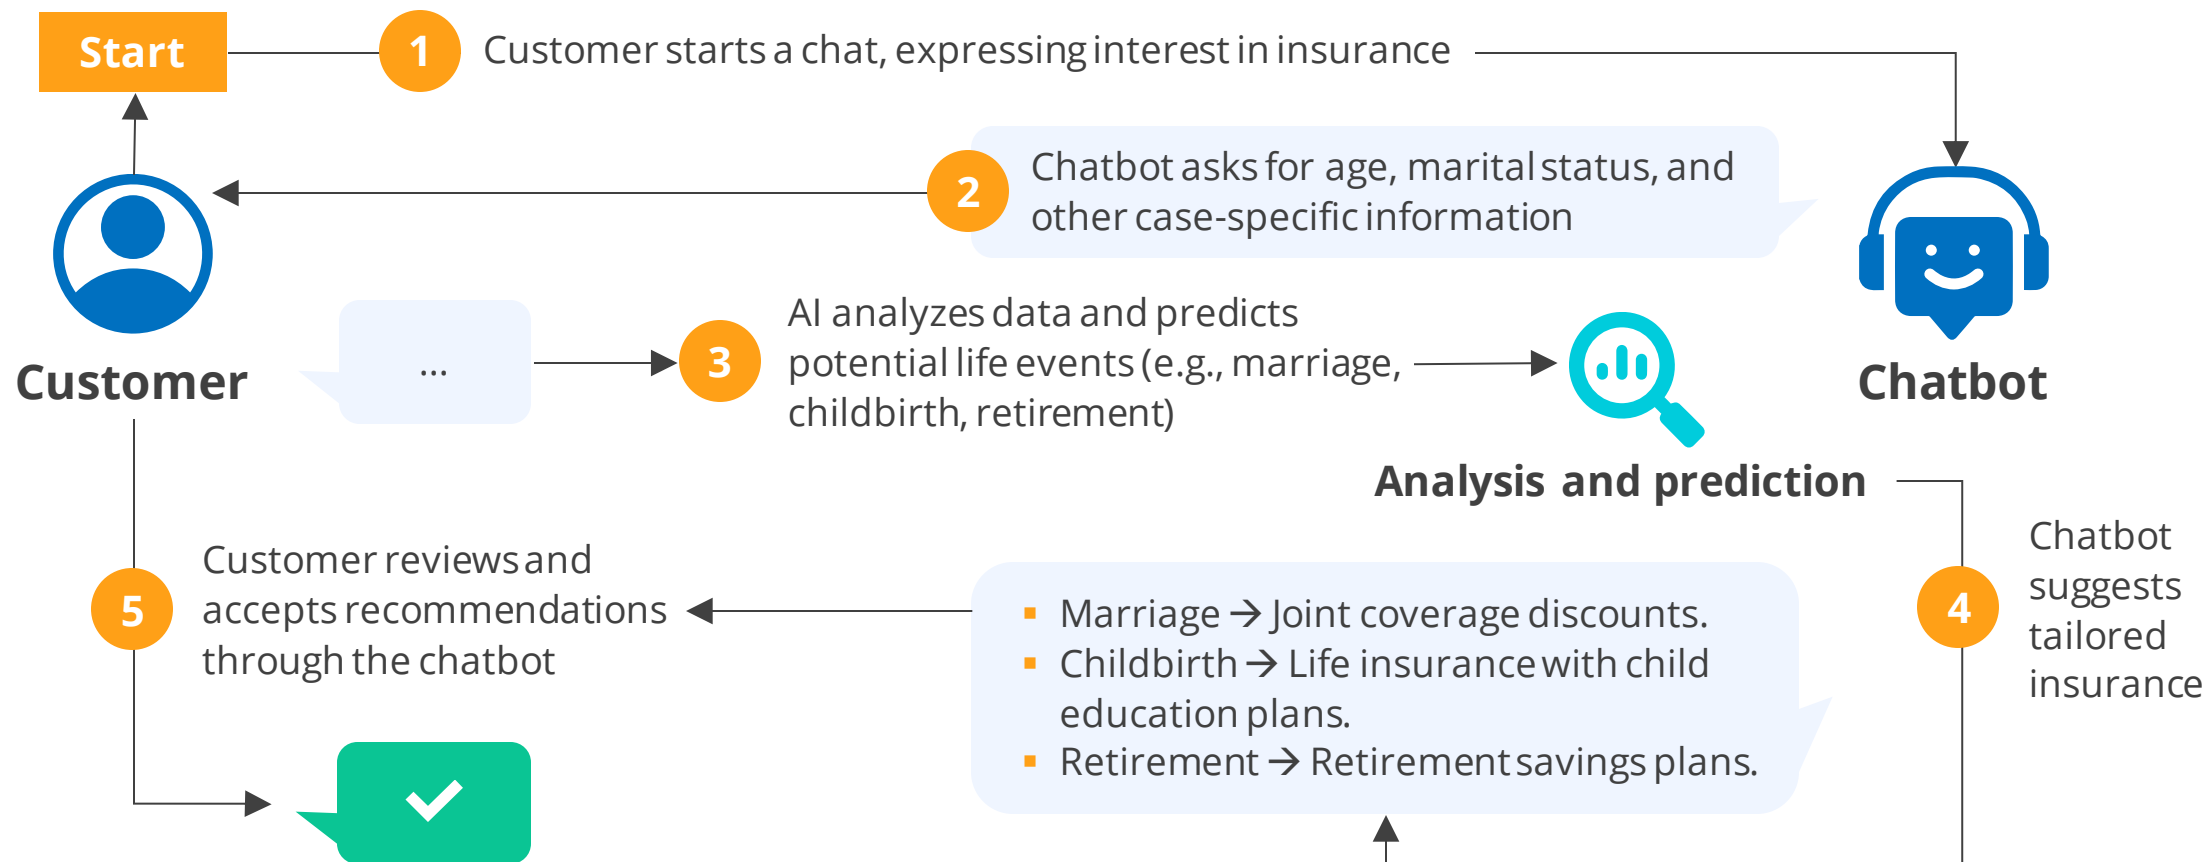 Start
1
Customer starts a chat, expressing interest in insurance
2
Chatbot asks for age, marital status, and
other case-specific information
Customer
...
3
AI analyzes data and predicts
potential life events (e.g., marriage,
childbirth, retirement)
Chatbot
Analysis and prediction
4
Chatbot
suggests
tailored
insurance
▪ Marriage → Joint coverage discounts.
▪ Childbirth → Life insurance with child
education plans.
▪ Retirement → Retirement savings plans.
5
Customer reviews and
accepts recommendations
through the chatbot